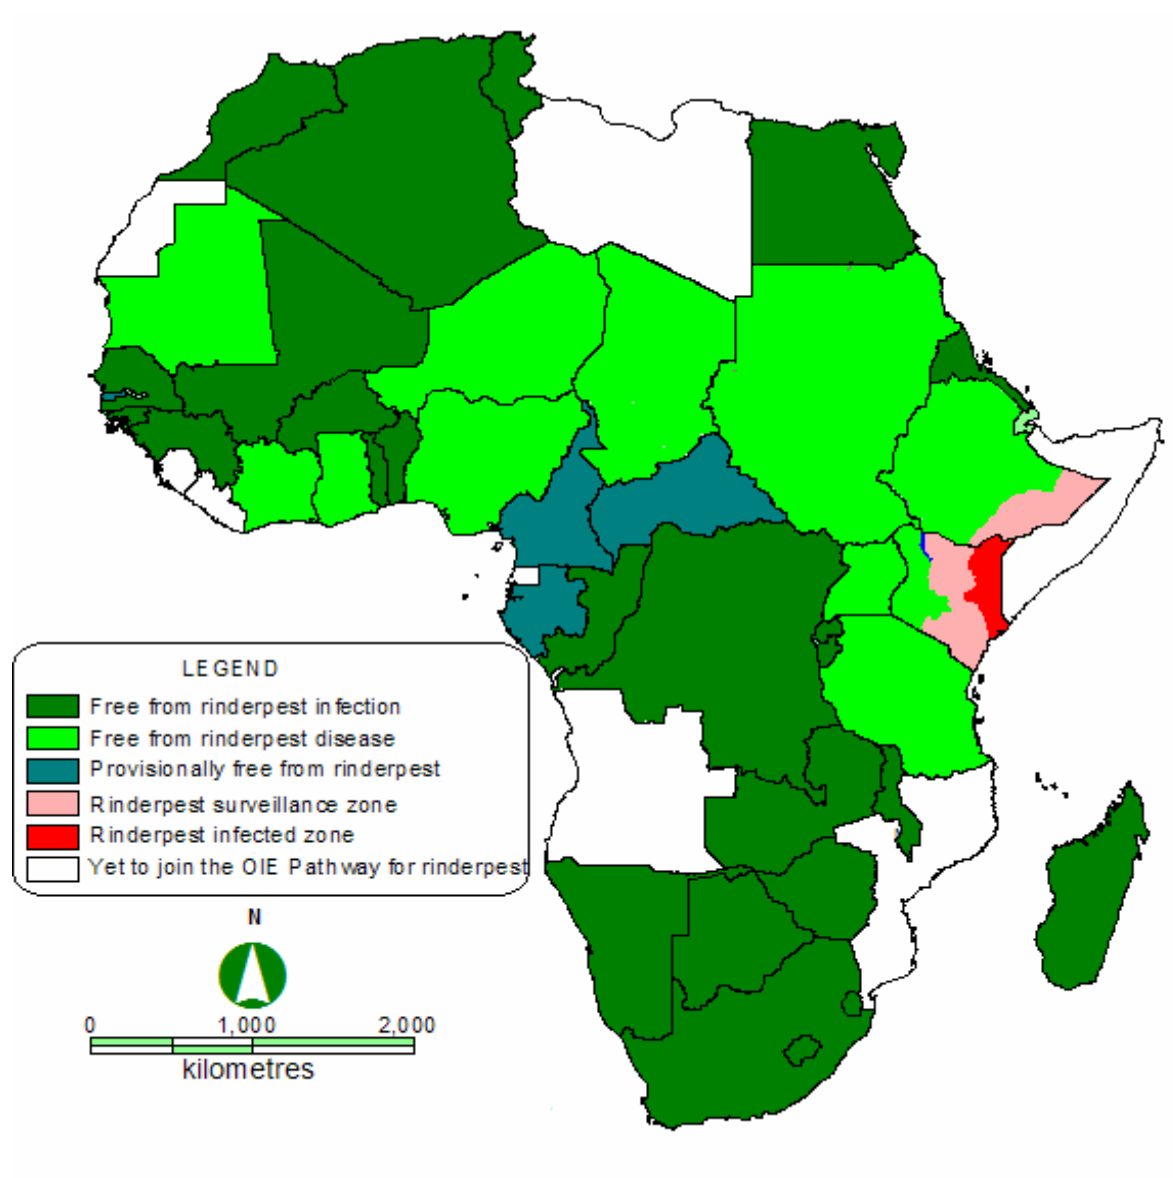 LEGEND
Free from rinderpest infection
Free from rinderpest disease
Provisionally free from rinderpest
Rinderpest surveillance zone
Rinderpest infected zone
Yet to join the OIE Pathway for rinderpest
N
0 1,000 2,000
kilometres